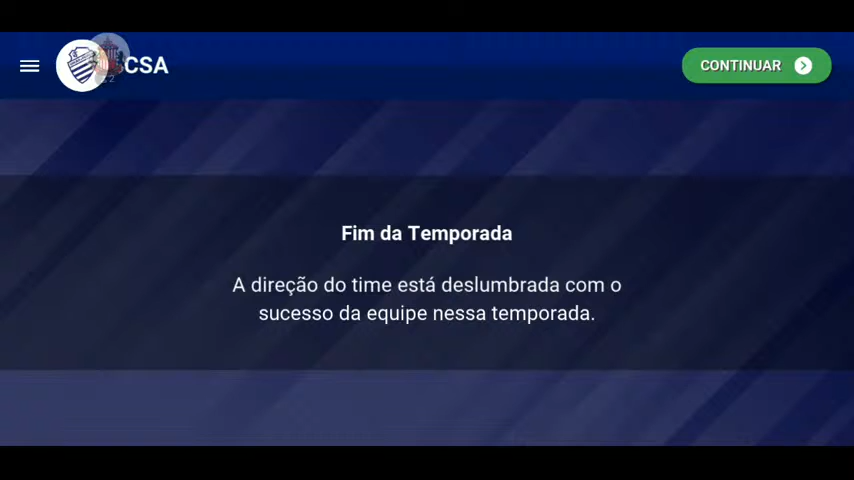 CSA
CONTINUAR
Fim da Temporada
A direção do time está deslumbrada com o
sucesso da equipe nessa temporada.